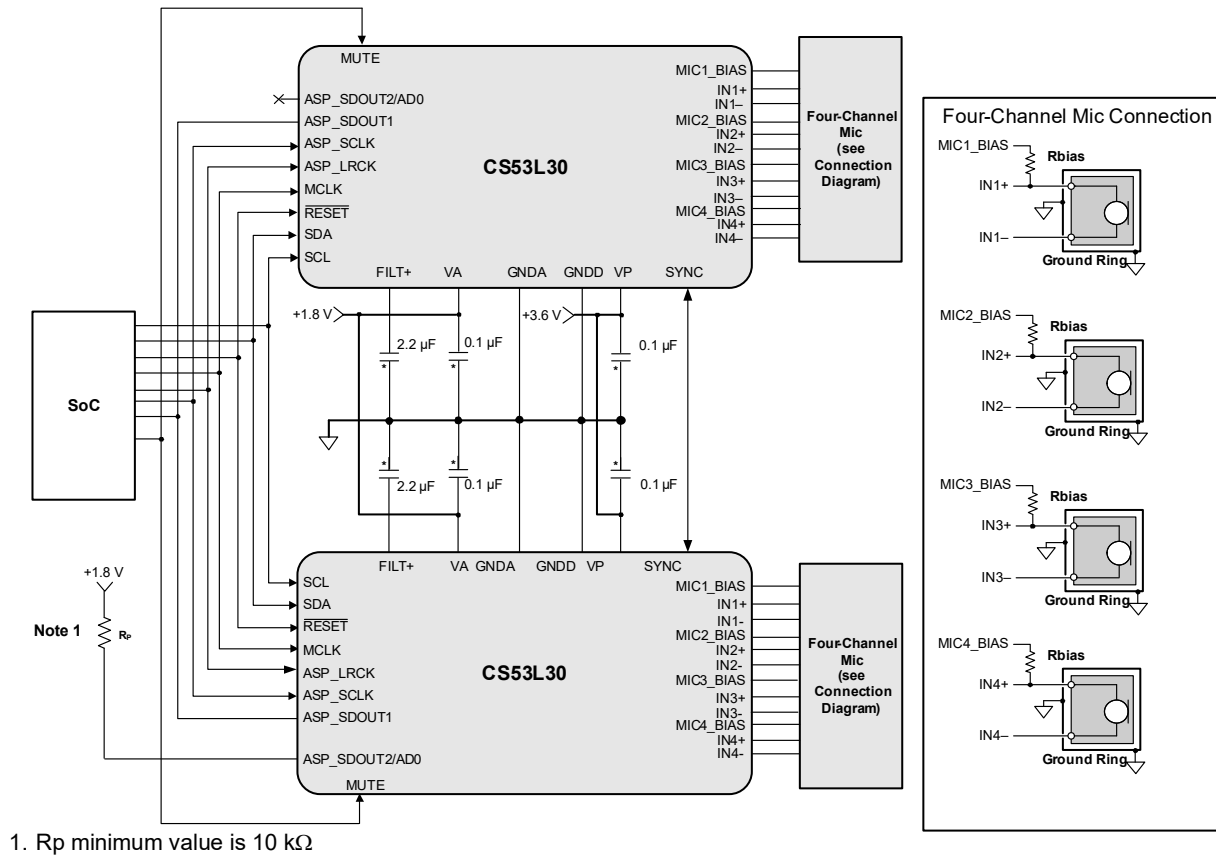 MUTE
ASP_SDOUT2/AD0
ASP_SDOUT1
ASP_SCLK
ASP_LRCK
MCLK
RESET
SDA
SCL
CS53L30
MIC1_BIAS
IN1+
IN1–
MIC2_BIAS
IN2+
IN2–
MIC3_BIAS
IN3+
IN3–
MIC4_BIAS
IN4+
IN4–
FILT+ VA GNDA GNDD VP SYNC
Four-Channel
Mic
(see
Connection
Diagram)
+1.8 V
+3.6 V
2.2 µF
*
0.1 µF
*
0.1 µF
*
SoC
*
2.2 µF
*
0.1 µF
*
0.1 µF
+1.8 V
Note 1
RP
FILT+ VA GNDA GNDD VP SYNC
SCL
SDA
RESET
MCLK
ASP_LRCK
ASP_SCLK
ASP_SDOUT1
ASP_SDOUT2/AD0
MUTE
CS53L30
MIC1_BIAS
IN1+
IN1-
MIC2_BIAS
IN2+
IN2-
MIC3_BIAS
IN3+
IN3-
MIC4_BIAS
IN4+
IN4-
Four-Channel
Mic
(see
Connection
Diagram)
Four-Channel Mic Connection
MIC1_BIAS
Rbias
IN1+
IN1–
Ground Ring
MIC2_BIAS
Rbias
IN2+
IN2–
Ground Ring
MIC3_BIAS
Rbias
IN3+
IN3–
Ground Ring
MIC4_BIAS
Rbias
IN4+
IN4–
Ground Ring
1. Rp minimum value is 10 kΩ